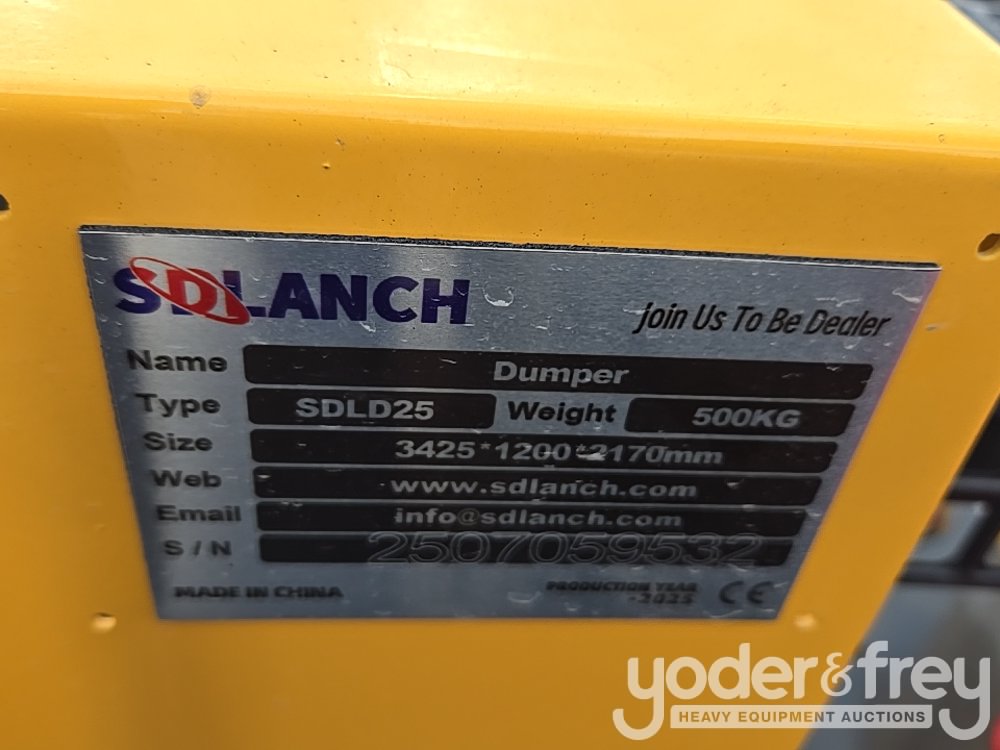 SDLANCH
join Us To Be Dealer
Name Dumper
Type SDLD25 Weight 500KG
Size 3425*1200*2170mm
Web www.sdlanch.com
Email info@sdlanch.com
S/N 2507059532
MADE IN CHINA
PRODUCTION YEAR
-2025
CE
yoder&frey
HEAVY EQUIPMENT AUCTIONS